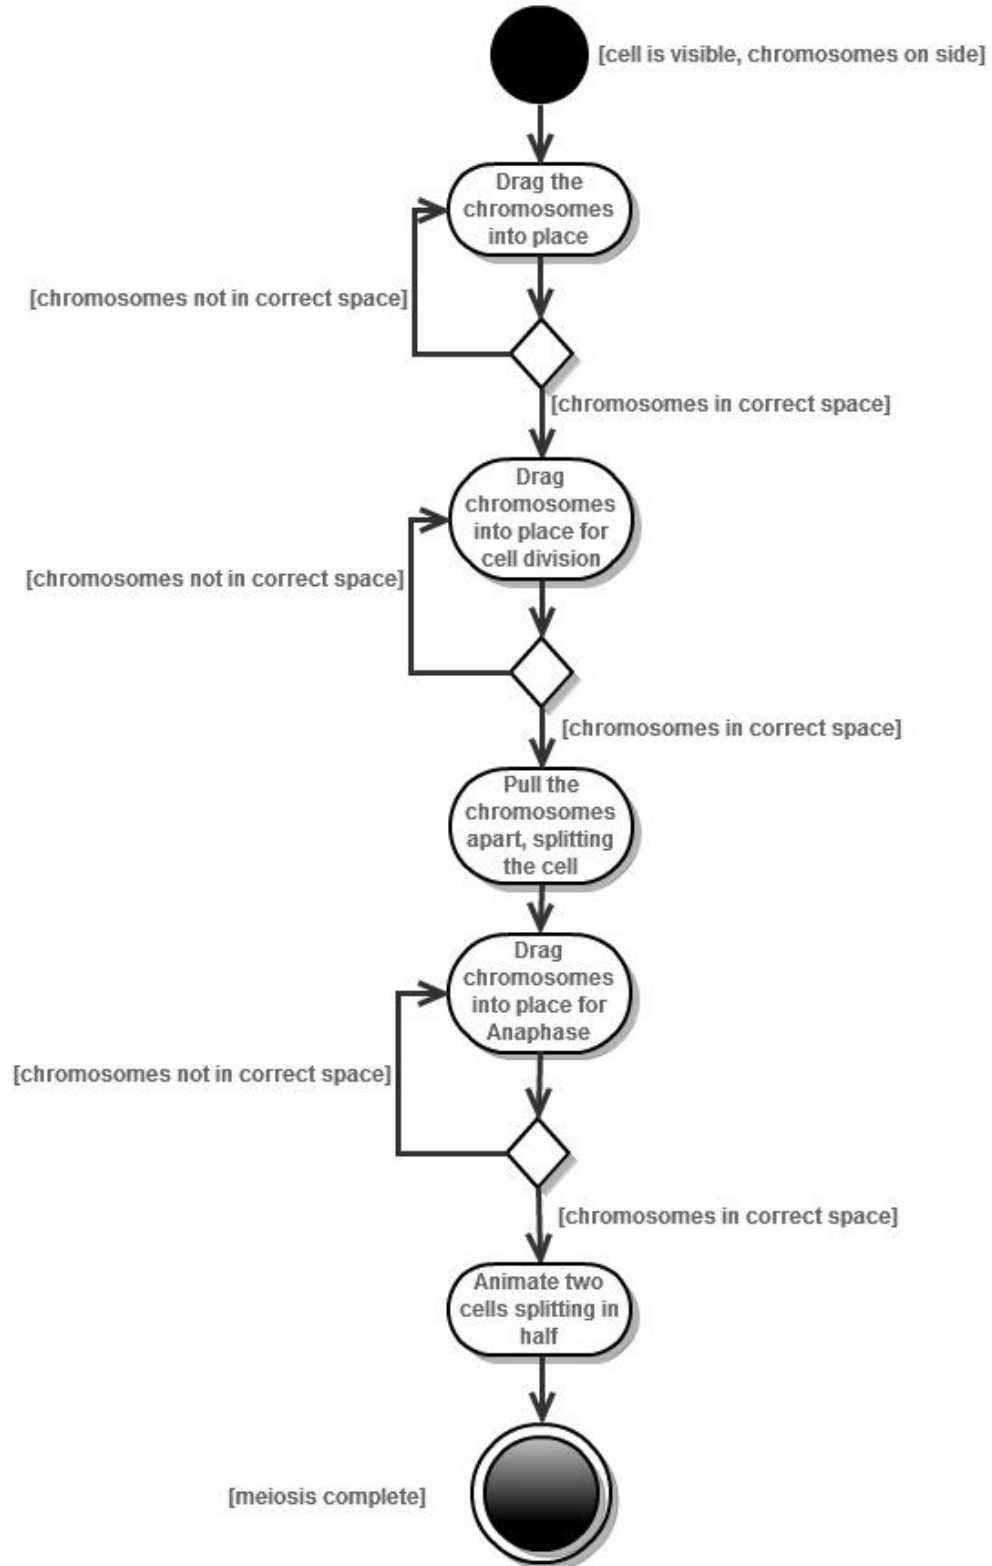 [cell is visible, chromosomes on side]
Drag the
chromosomes
into place
[chromosomes not in correct space]
[chromosomes in correct space]
Drag
chromosomes
into place for
cell division
[chromosomes not in correct space]
[chromosomes in correct space]
Pull the
chromosomes
apart, splitting
the cell
Drag
chromosomes
into place for
Anaphase
[chromosomes not in correct space]
[chromosomes in correct space]
Animate two
cells splitting in
half
[meiosis complete]